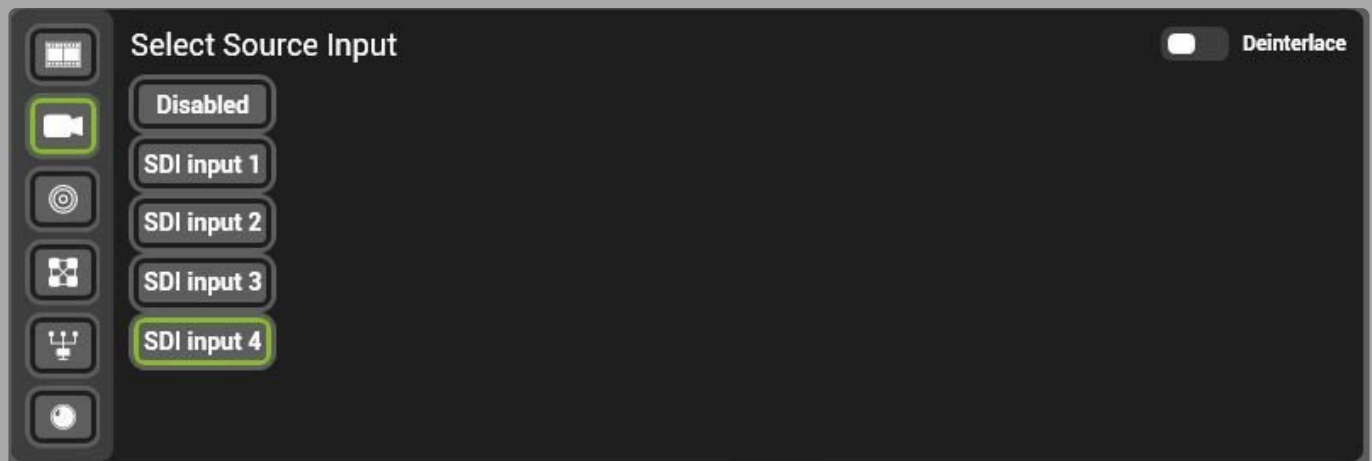 Select Source Input
Deinterlace
Disabled
SDI input 1
SDI input 2
SDI input 3
SDI input 4